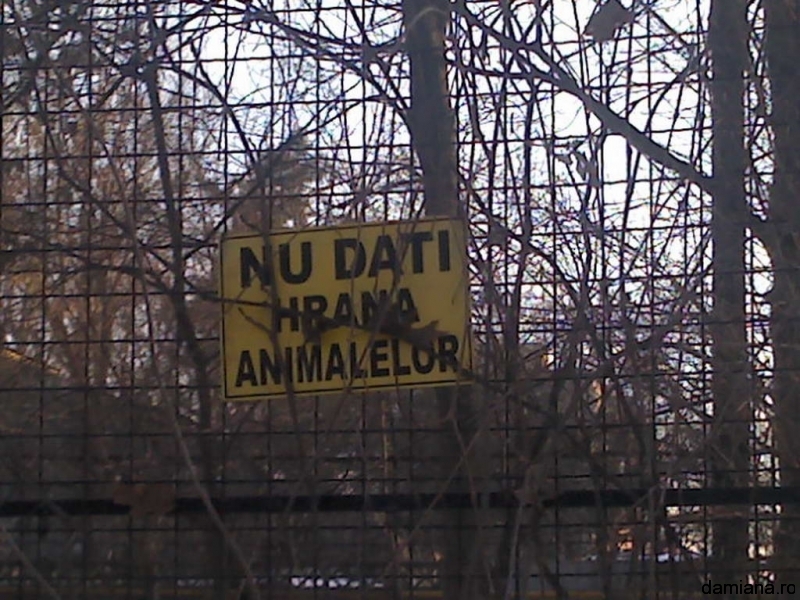 NU DATI
HRANA
ANIMALELOR
damiana.ro